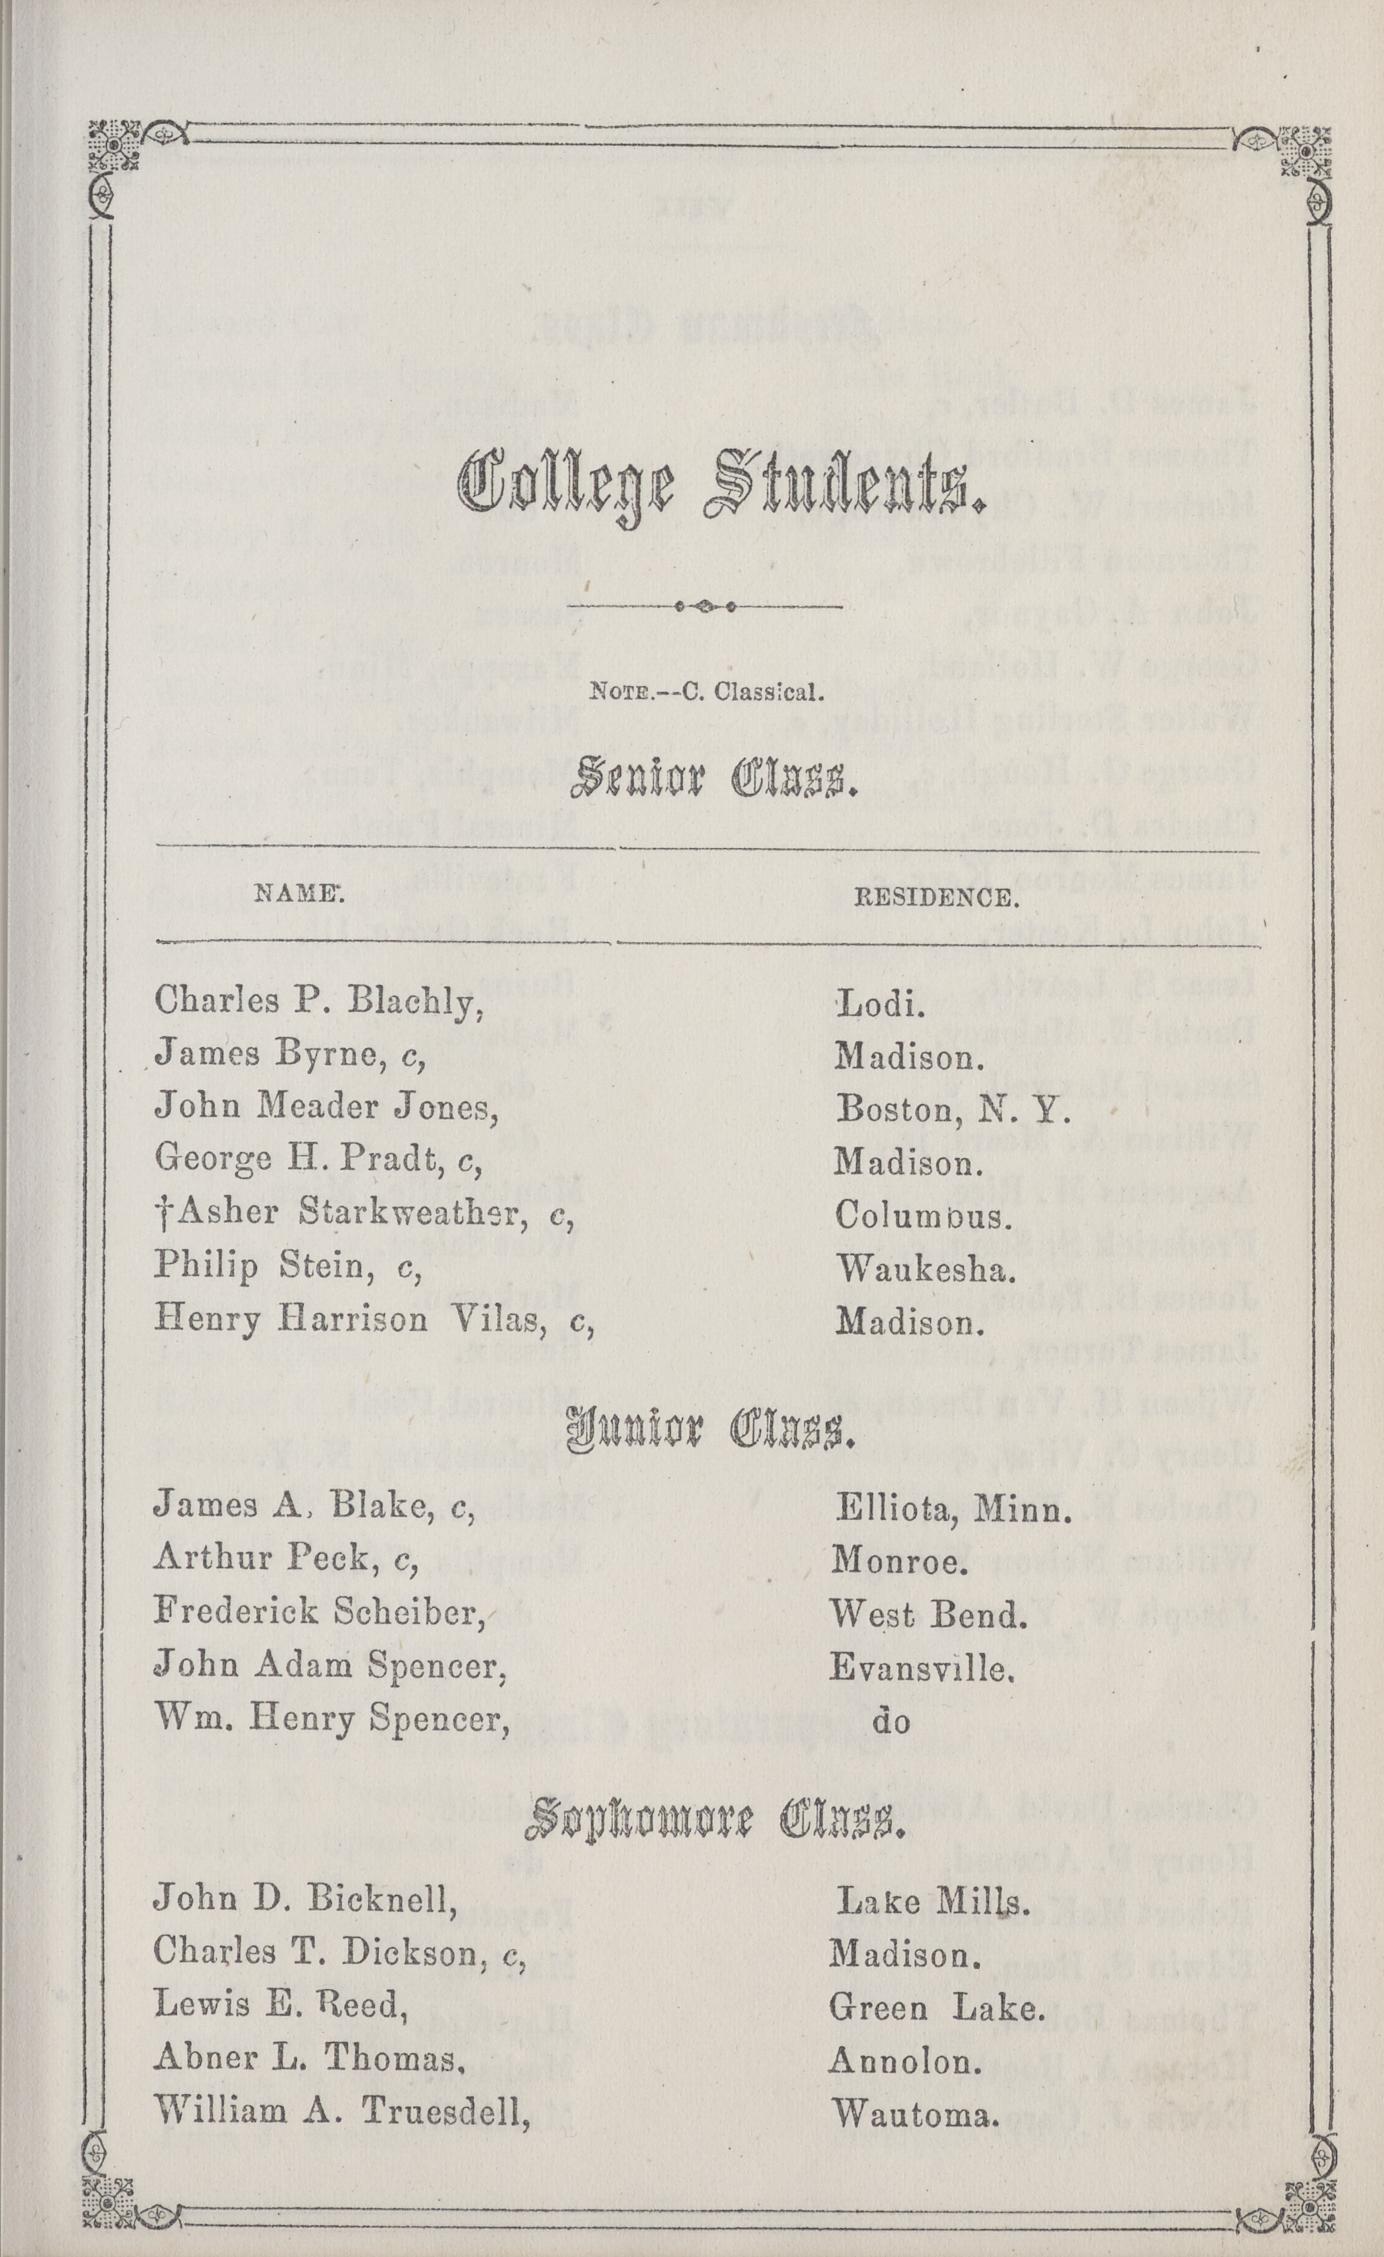 College Students.
NOTE.--C. Classical.
Senior Class.
NAME. RESIDENCE.
Charles P. Blachly, Lodi.
James Byrne, c, Madison.
John Meader Jones, Boston, N. Y.
George H. Pradt, c, Madison.
†Asher Starkweather, c, Columbus.
Philip Stein, c, Waukesha.
Henry Harrison Vilas, c, Madison.
Junior Class.
James A. Blake, c, Elliota, Minn.
Arthur Peck, c, Monroe.
Frederick Scheiber, West Bend.
John Adam Spencer, Evansville.
Wm. Henry Spencer, do
Sophomore Class.
John D. Bicknell, Lake Mills.
Charles T. Dickson, c, Madison.
Lewis E. Reed, Green Lake.
Abner L. Thomas. Annolon.
William A. Truesdell, Wautoma.